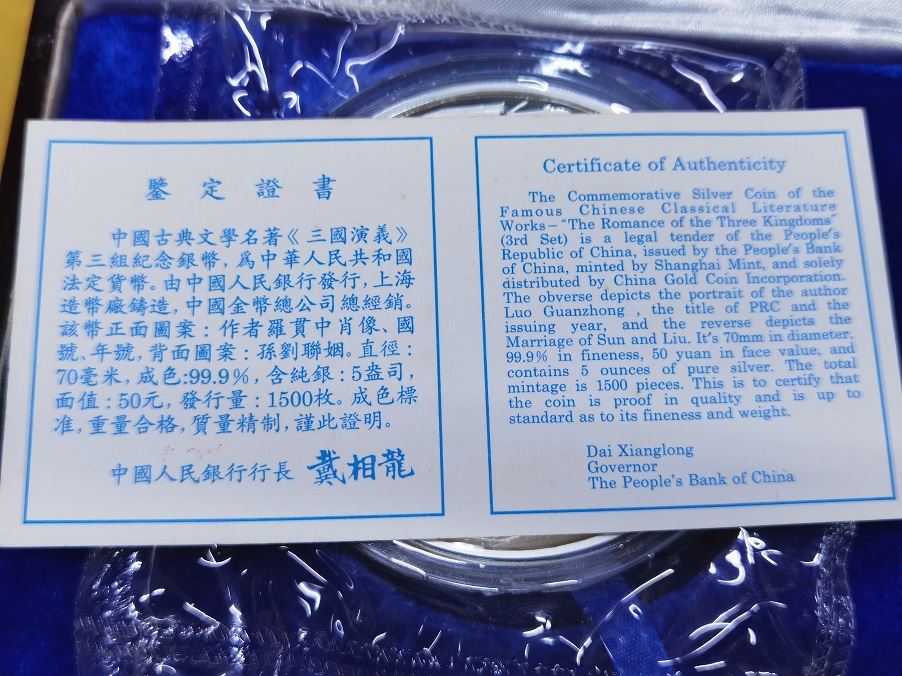 鑒定證書
中國古典文學名著《三國演義》
第三組紀念銀幣,爲中華人民共和國
法定貨幣。由中國人民銀行發行,上海
造幣廠鑄造,中國金幣總公司總經銷。
該幣正面圖案:作者羅貫中肖像、國
號、年號,背面圖案:孫劉聯姻。直徑:
70毫米,成色:99.9%,含純銀:5盎司,
面值:50元,發行量:1500枚。成色標
准,重量合格,質量精制,謹此證明。
中國人民銀行行長 戴相龍
Certificate of Authenticity
The Commemorative Silver Coin of the
Famous Chinese Classical Literature
Works—"The Romance of the Three Kingdoms"
(3rd Set) is a legal tender of the People's
Republic of China, issued by the People's Bank
of China, minted by Shanghai Mint, and solely
distributed by China Gold Coin Incorporation.
The obverse depicts the portrait of the author
Luo Guanzhong , the title of PRC and the
issuing year, and the reverse depicts the
Marriage of Sun and Liu. It's 70mm in diameter,
99.9% in fineness, 50 yuan in face value, and
contains 5 ounces of pure silver. The total
mintage is 1500 pieces. This is to certify that
the coin is proof in quality and is up to
standard as to its fineness and weight.
Dai Xianglong
Governor
The People's Bank of China